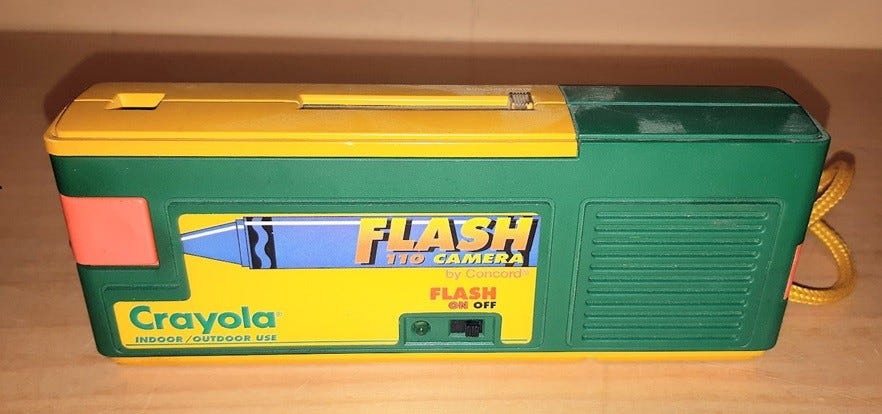 FLASH
110 CAMERA
by Concord®
FLASH
ON OFF
Crayola®
INDOOR/OUTDOOR USE